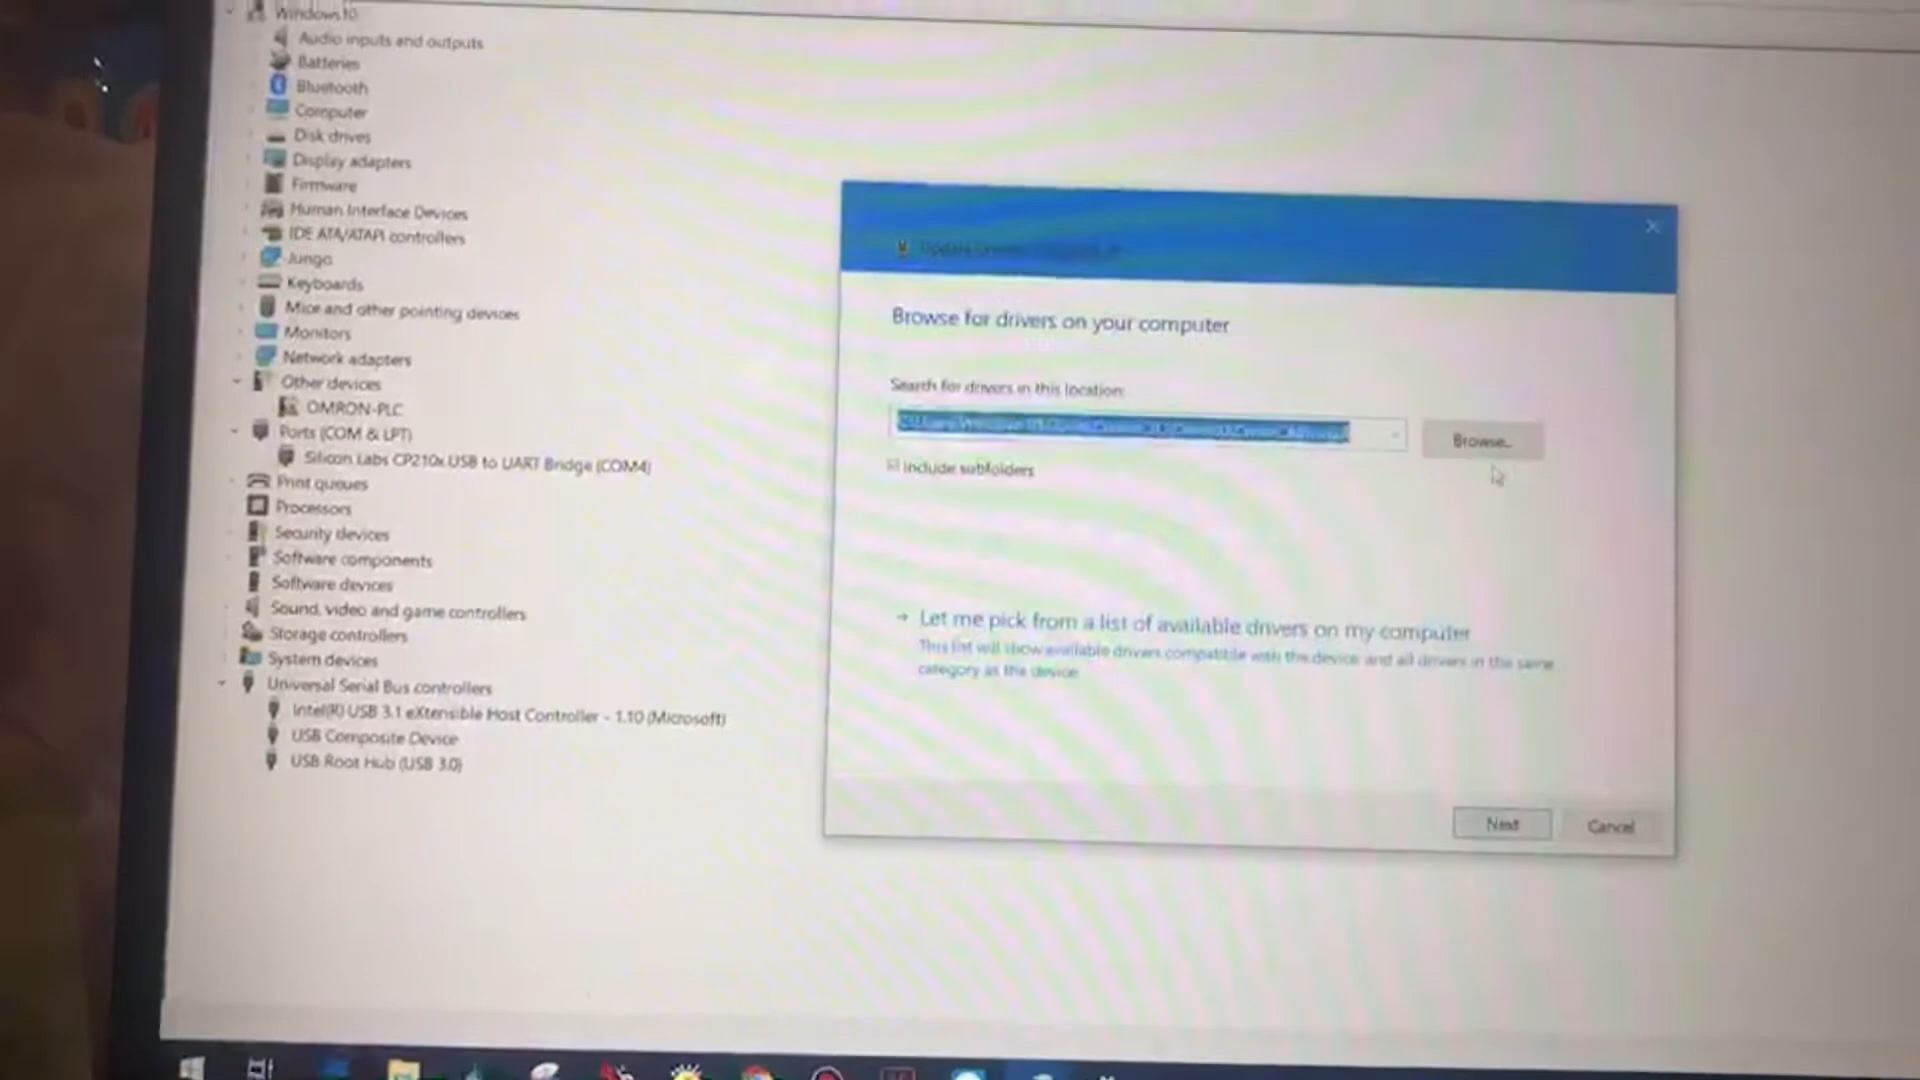 Windows10
Audio inputs and outputs
Batteries
Bluetooth
Computer
Disk drives
Display adapters
Firmware
Human Interface Devices
IDE ATA/ATAPI controllers
Jungo
Keyboards
Mice and other pointing devices
Monitors
Network adapters
Other devices
OMRON-PLC
Ports (COM & LPT)
Silicon Labs CP210x USB to UART Bridge (COM4)
Print queues
Processors
Security devices
Software components
Software devices
Sound, video and game controllers
Storage controllers
System devices
Universal Serial Bus controllers
Intel(R) USB 3.1 eXtensible Host Controller - 1.10 (Microsoft)
USB Composite Device
USB Root Hub (USB 3.0)
Update Drivers
Browse for drivers on your computer
Search for drivers in this location:
Browse...
Include subfolders
Let me pick from a list of available drivers on my computer
This list will show available drivers compatible with the device and all drivers in the same
category as the device.
Next
Cancel